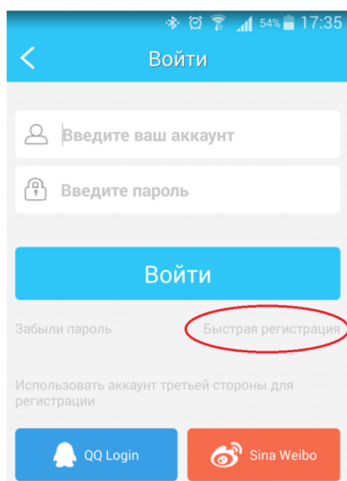 54% 17:35
Войти
Введите ваш аккаунт
Введите пароль
Войти
Забыли пароль Быстрая регистрация
Использовать аккаунт третьей стороны для
регистрации
QQ Login Sina Weibo